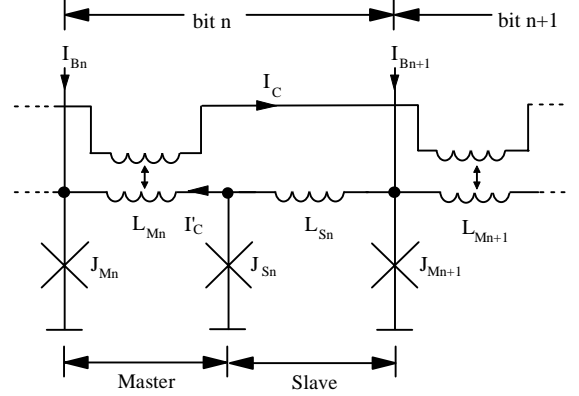 bit n
bit n+1
I_Bn
I_C
I_Bn+1
L_Mn
I'_C
L_Sn
L_Mn+1
J_Mn
J_Sn
J_Mn+1
Master
Slave